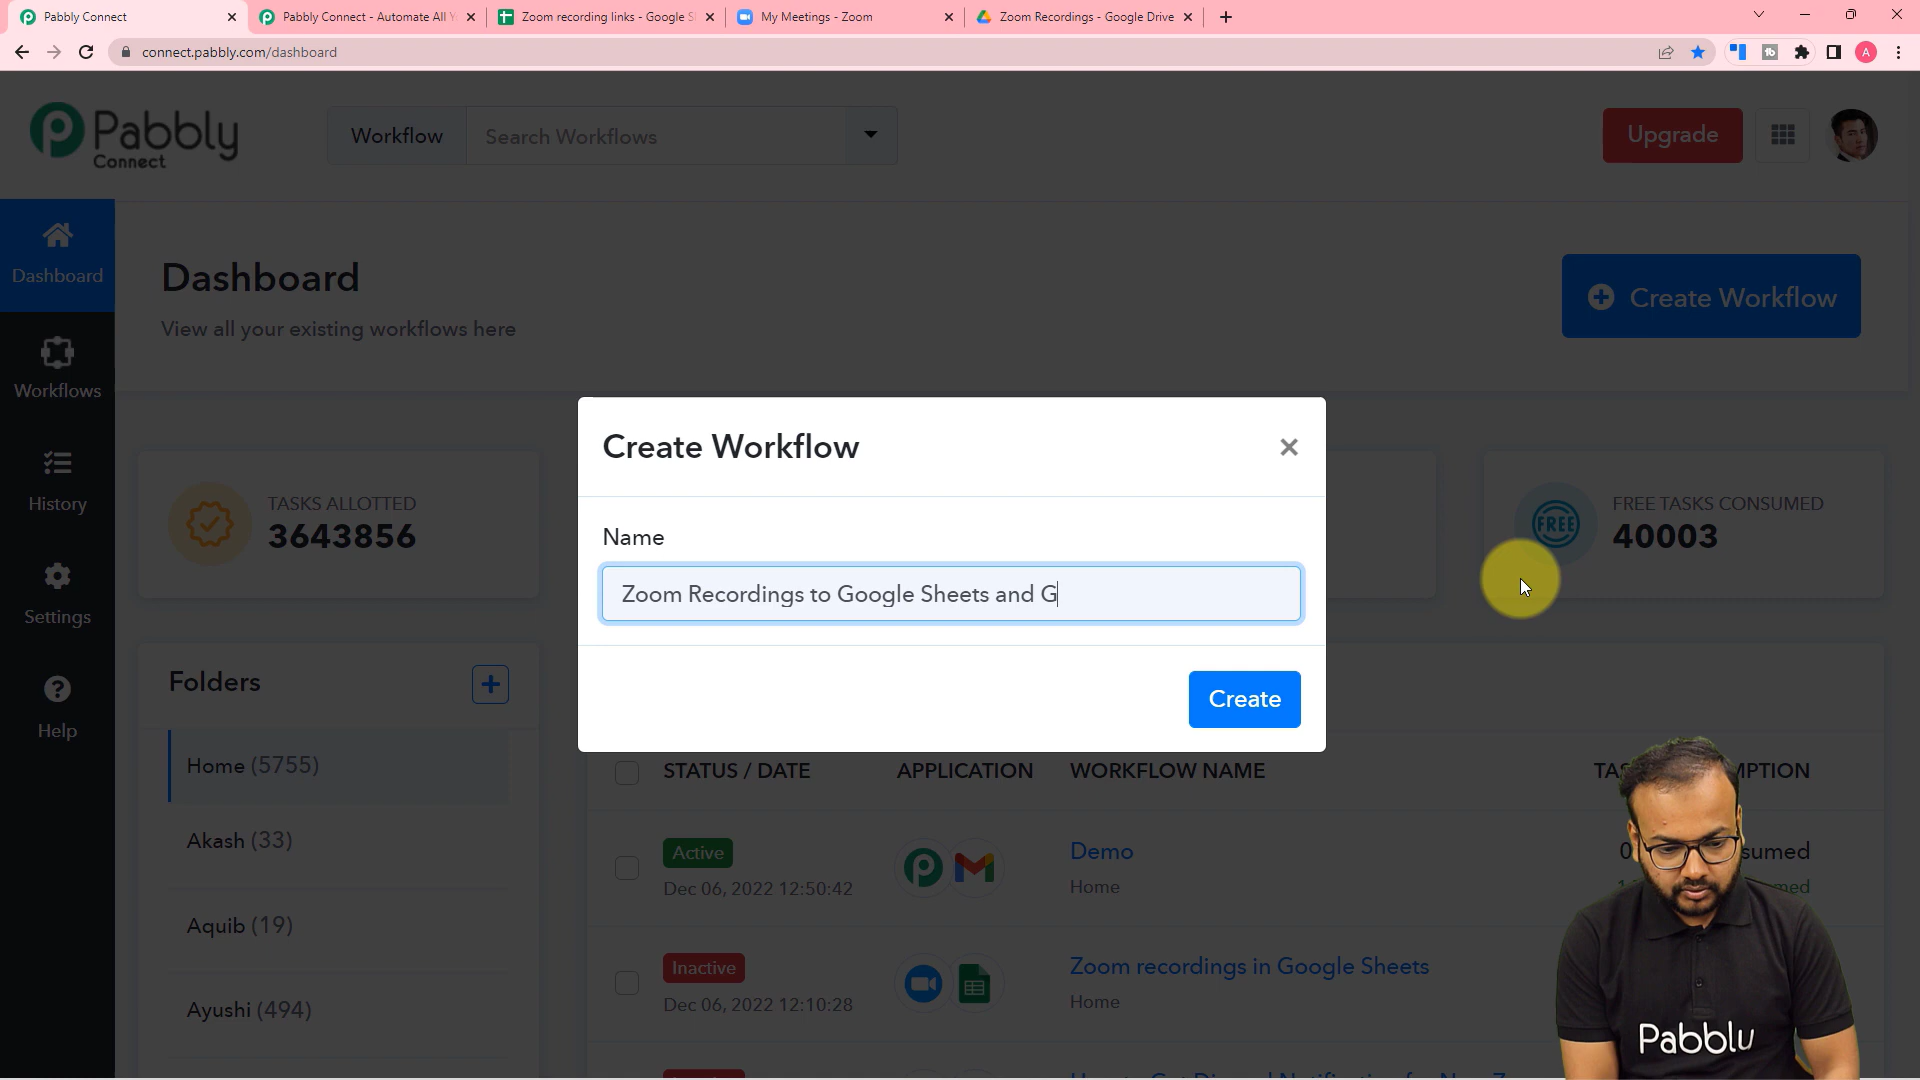 Pabbly Connect
Pabbly Connect - Automate All Y
Zoom recording links - Google S
My Meetings - Zoom
Zoom Recordings - Google Drive
connect.pabbly.com/dashboard
A
Pabbly
Connect
Workflow
Search Workflows
Upgrade
Dashboard
Workflows
History
Settings
Help
Dashboard
View all your existing workflows here
Create Workflow
TASKS ALLOTTED
3643856
FREE
FREE TASKS CONSUMED
40003
Create Workflow
Name
Zoom Recordings to Google Sheets and G
Create
Folders
Home (5755)
Akash (33)
Aquib (19)
Ayushi (494)
STATUS / DATE
APPLICATION
WORKFLOW NAME
Active
Dec 06, 2022 12:50:42
Demo
Home
Inactive
Dec 06, 2022 12:10:28
Zoom recordings in Google Sheets
Home
Pabbly